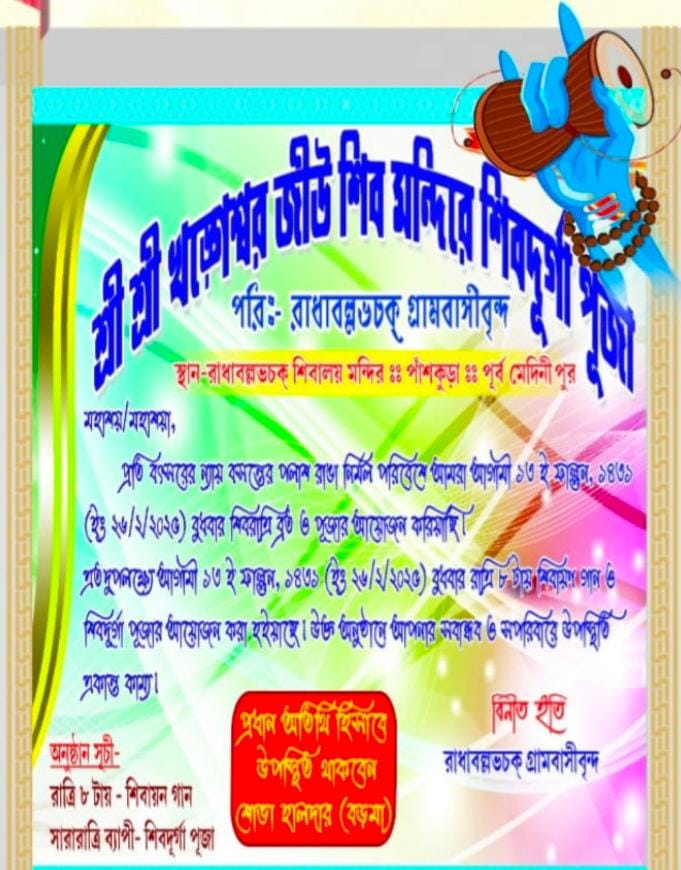 শ্রী শ্রী খড়্গেশ্বর জীউ শিব মন্দিরে শিবদূর্গা পূজা
পরিঃ- রাধাবল্লভচক্ গ্রামবাসীবৃন্দ
স্থান-রাধাবল্লভচক্ শিবালয় মন্দির ঃঃ পাঁশকুড়া ঃঃ পূর্ব মেদিনী পুর
মহাশয়/মহাশয়া,
প্রতি বৎসরের ন্যায় বসন্তের পলাশ রাঙা নির্মল পরিবেশে আমরা আগামী ১৩ ই ফাল্গুন, ১৪৩১
(ইং ২৬/২/২০২৫) বুধবার শিবরাত্রি ব্রত ও পূজার আয়োজন করিয়াছি।
এতদুপলক্ষ্যে আগামী ১৩ ই ফাল্গুন, ১৪৩১ (ইং ২৬/২/২০২৫) বুধবার রাত্রি ৮ টায় শিবায়ণ গান ও
শিবদূর্গা পূজার আয়োজন করা হইয়াছে। উক্ত অনুষ্ঠানে আপনার সবান্ধব ও সপরিবারে উপস্থিতি
একান্ত কাম্য।
বিনীত ইতি
রাধাবল্লভচক্ গ্রামবাসীবৃন্দ
প্রধান অতিথি হিসাবে
উপস্থিত থাকবেন
শোভা হালদার (বড়মা)
অনুষ্ঠান সূচী-
রাত্রি ৮ টায় - শিবায়ন গান
সারারাত্রি ব্যাপী- শিবদূর্গা পূজা